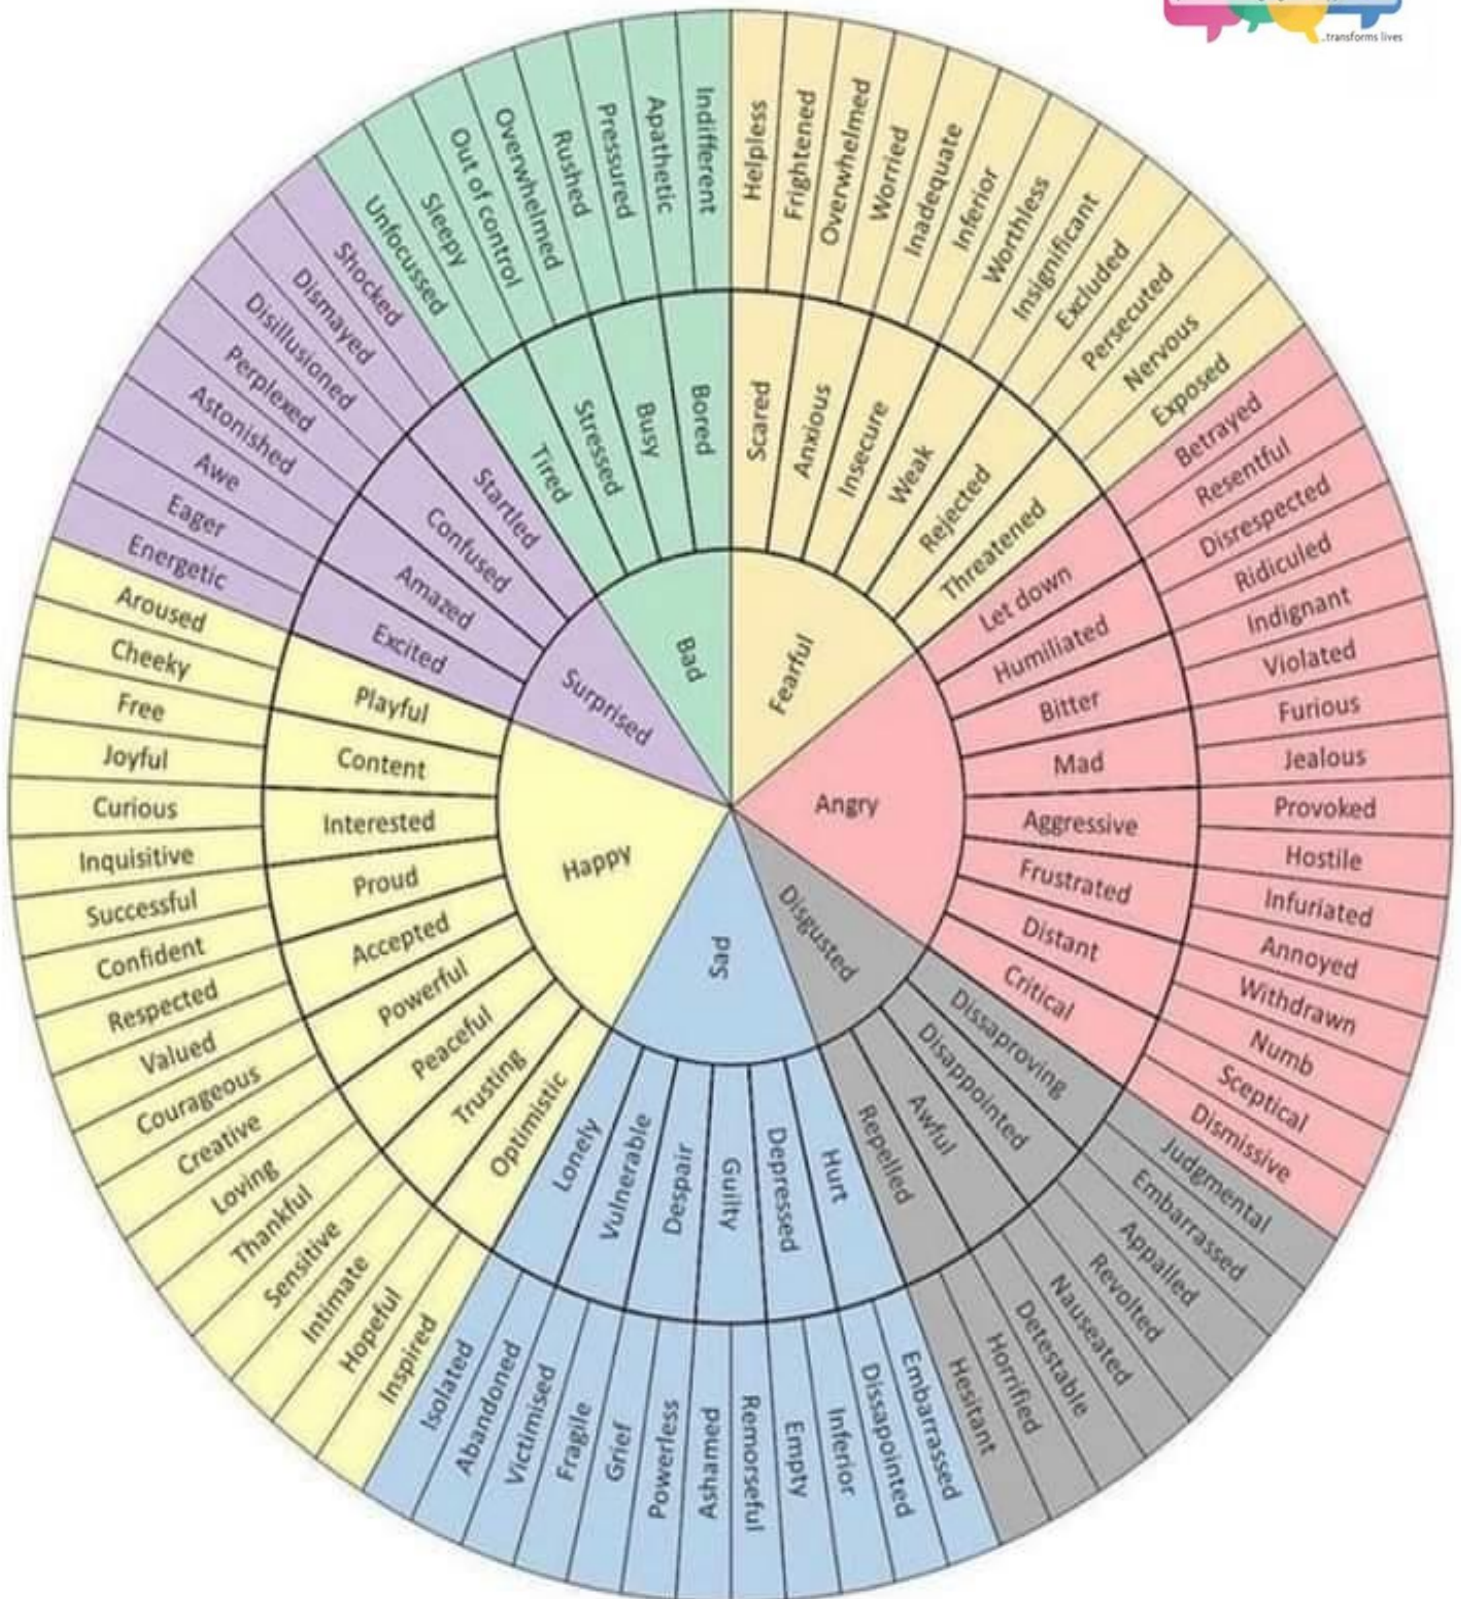 ..transforms lives
Fearful
Angry
Disgusted
Sad
Happy
Surprised
Bad
Scared
Anxious
Insecure
Weak
Rejected
Threatened
Let down
Humiliated
Bitter
Mad
Aggressive
Frustrated
Distant
Critical
Dissaproving
Disappointed
Awful
Repelled
Hurt
Depressed
Guilty
Despair
Vulnerable
Lonely
Optimistic
Trusting
Peaceful
Powerful
Accepted
Proud
Interested
Content
Playful
Excited
Amazed
Confused
Startled
Tired
Stressed
Busy
Bored
Helpless
Frightened
Overwhelmed
Worried
Inadequate
Inferior
Worthless
Insignificant
Excluded
Persecuted
Nervous
Exposed
Betrayed
Resentful
Disrespected
Ridiculed
Indignant
Violated
Furious
Jealous
Provoked
Hostile
Infuriated
Annoyed
Withdrawn
Numb
Sceptical
Dismissive
Judgmental
Embarrassed
Appalled
Revolted
Nauseated
Detestable
Horrified
Hesitant
Embarrassed
Dissapointed
Inferior
Empty
Remorseful
Ashamed
Powerless
Grief
Fragile
Victimised
Abandoned
Isolated
Inspired
Hopeful
Intimate
Sensitive
Thankful
Loving
Creative
Courageous
Valued
Respected
Confident
Successful
Inquisitive
Curious
Joyful
Free
Cheeky
Aroused
Energetic
Eager
Awe
Astonished
Perplexed
Disillusioned
Dismayed
Shocked
Unfocussed
Sleepy
Out of control
Overwhelmed
Rushed
Pressured
Apathetic
Indifferent